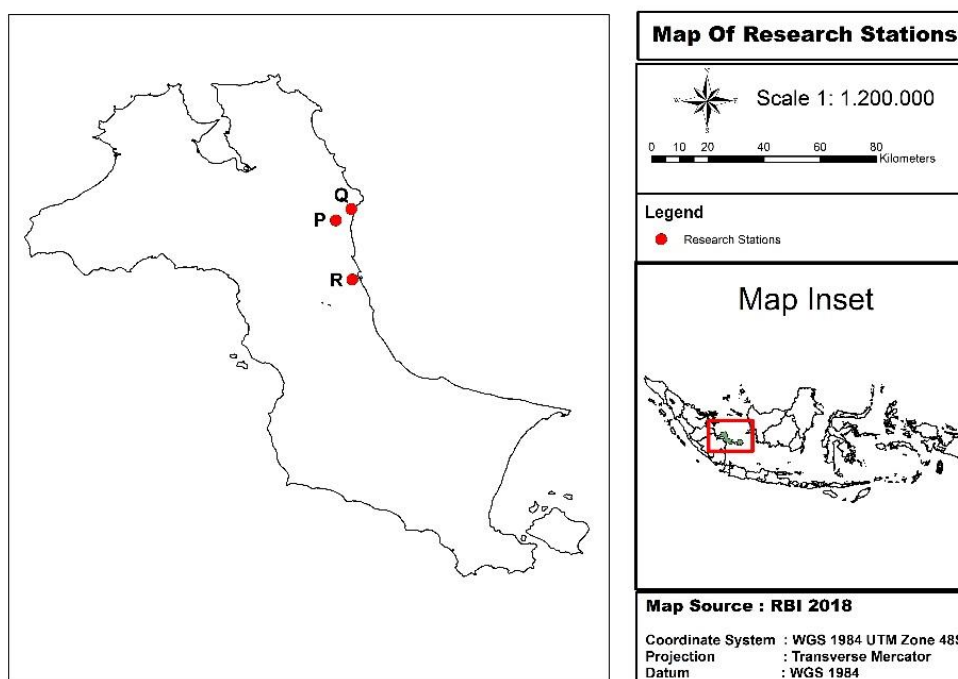 Map Of Research Stations
N
W E
S
Scale 1: 1.200.000
0 10 20 40 60 80
Kilometers
Legend
Research Stations
Q
P
R
Map Inset
Map Source : RBI 2018
Coordinate System : WGS 1984 UTM Zone 48S
Projection : Transverse Mercator
Datum : WGS 1984